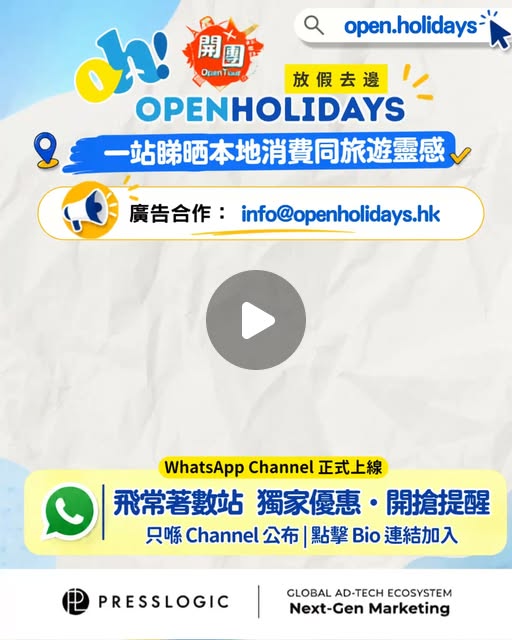 open.holidays
oh!
開團
OpenTour
放假去邊
OPENHOLIDAYS
一站睇晒本地消費同旅遊靈感
廣告合作： info@openholidays.hk
WhatsApp Channel 正式上線
飛常著數站 獨家優惠・開搶提醒
只喺 Channel 公布 | 點擊 Bio 連結加入
PRESSLOGIC
GLOBAL AD-TECH ECOSYSTEM
Next-Gen Marketing